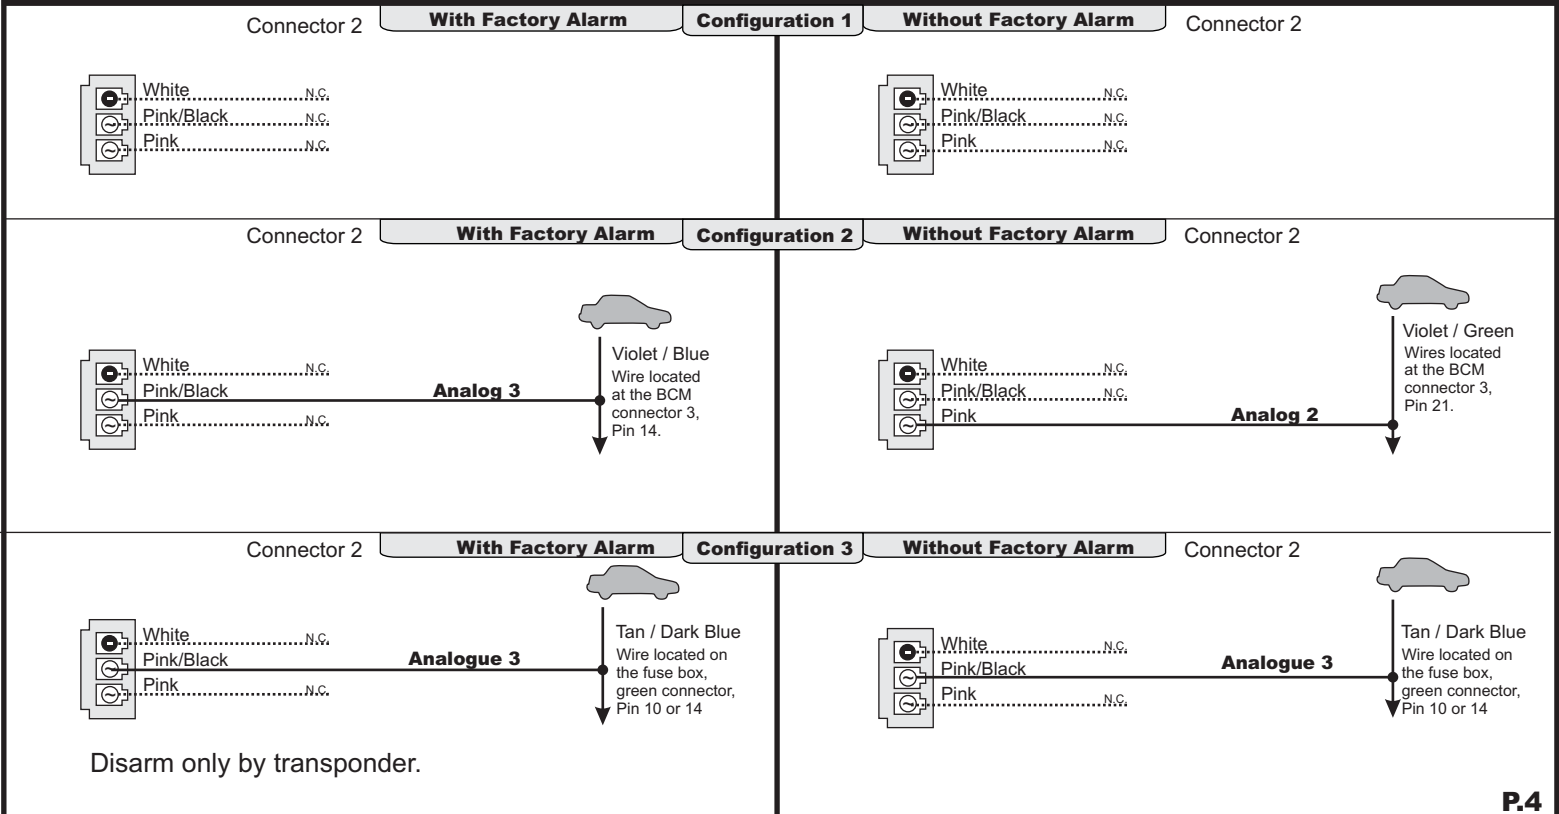 Connector 2
With Factory Alarm
Configuration 1
Without Factory Alarm
Connector 2
White
N.C.
Pink/Black
N.C.
Pink
N.C.
White
N.C.
Pink/Black
N.C.
Pink
N.C.
Connector 2
With Factory Alarm
Configuration 2
Without Factory Alarm
Connector 2
White
N.C.
Pink/Black
Analog 3
Pink
N.C.
Violet / Blue
Wire located
at the BCM
connector 3,
Pin 14.
White
N.C.
Pink/Black
N.C.
Pink
Analog 2
Violet / Green
Wires located
at the BCM
connector 3,
Pin 21.
Connector 2
With Factory Alarm
Configuration 3
Without Factory Alarm
Connector 2
White
N.C.
Pink/Black
Analogue 3
Pink
N.C.
Tan / Dark Blue
Wire located on
the fuse box,
green connector,
Pin 10 or 14
Disarm only by transponder.
White
N.C.
Pink/Black
Analogue 3
Pink
N.C.
Tan / Dark Blue
Wire located on
the fuse box,
green connector,
Pin 10 or 14
P.4